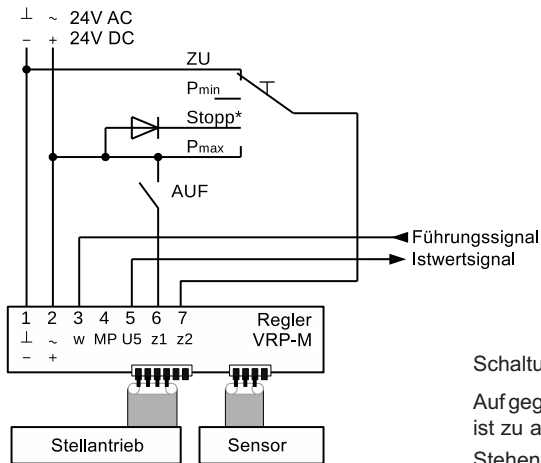 ⊥ ~ 24V AC
– + 24V DC
ZU
Pmin
Stopp*
Pmax
AUF
Führungssignal
Istwertsignal
1 2 3 4 5 6 7 Regler
⊥ ~ w MP U5 z1 z2 VRP-M
– +
Stellantrieb
Sensor
Schaltu
Auf geg
ist zu a
Stehen